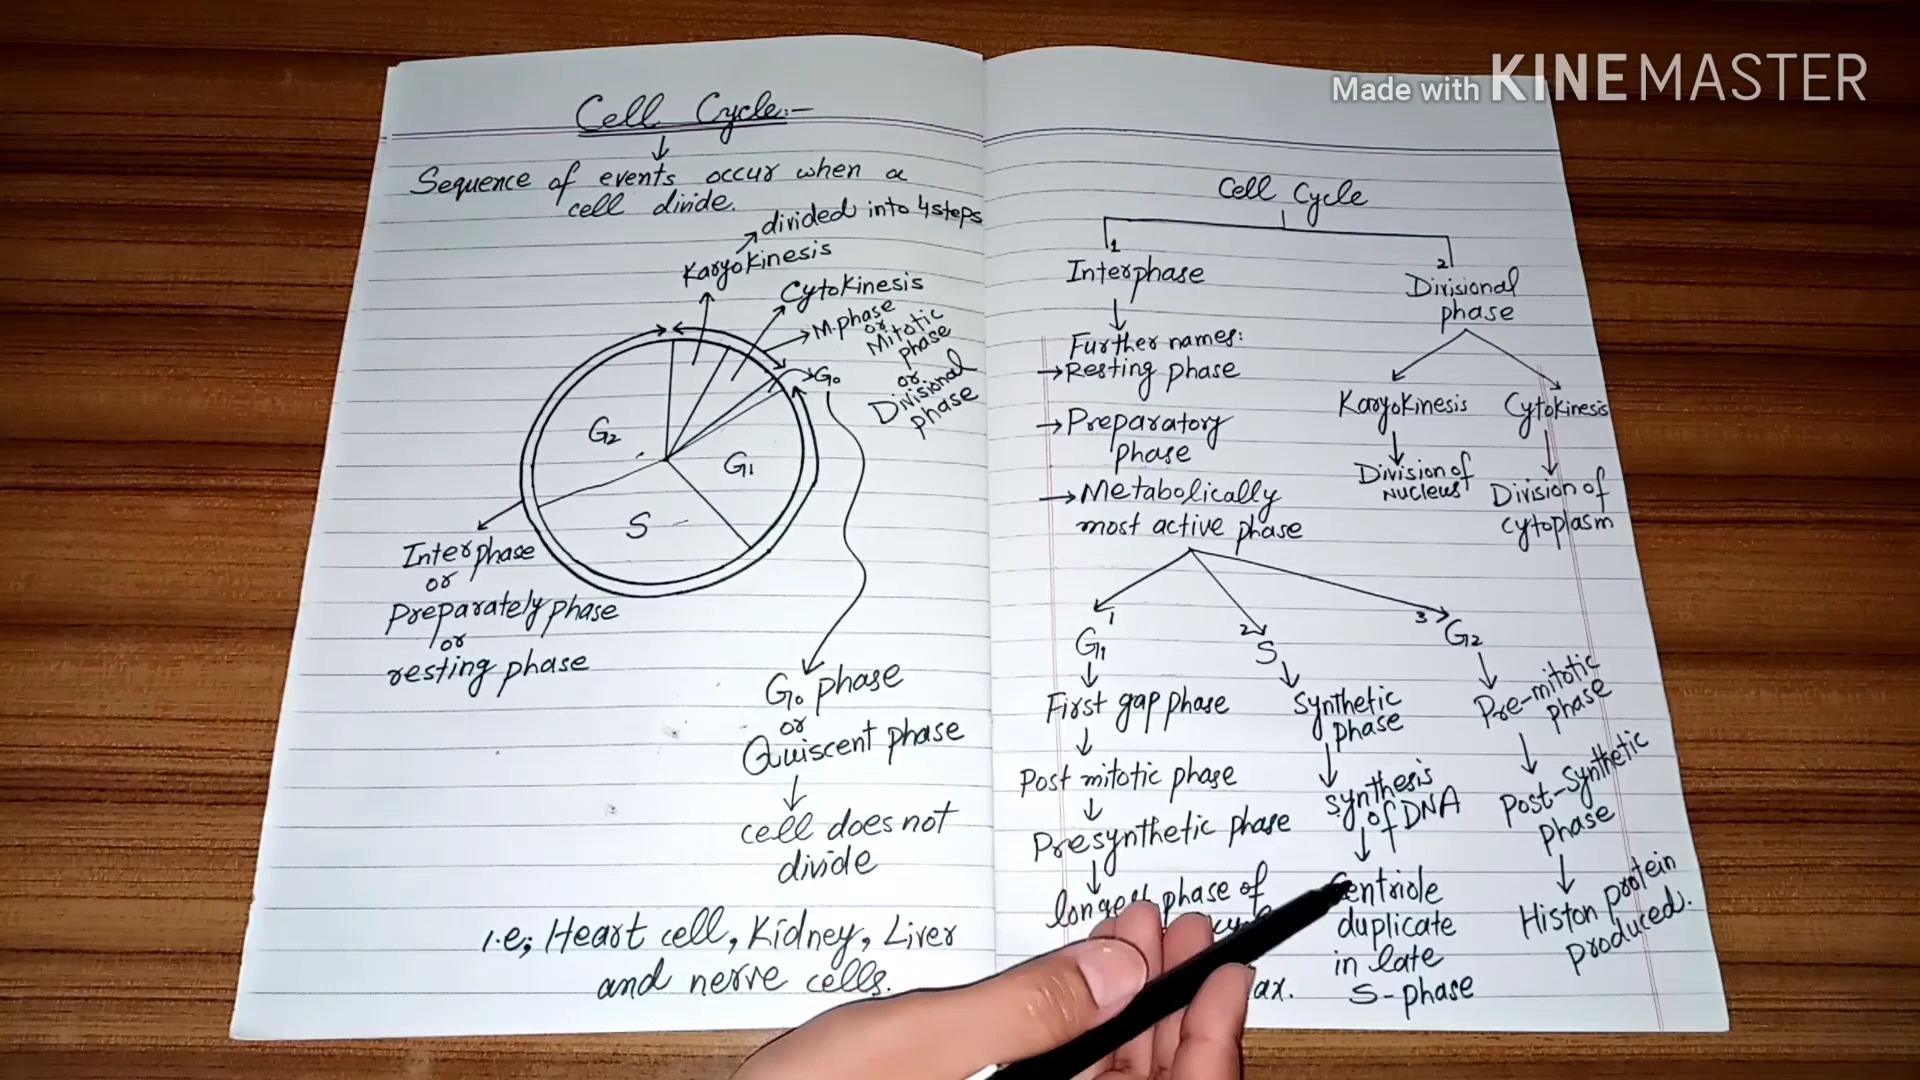 Made with KINEMASTER
Cell Cycle:-
Sequence of events occur when a
cell divide.
divided into 4 steps
Karyokinesis
Cytokinesis
M.phase
or
Mitotic
phase
or
Divisional
phase
G0
G2
G1
S
Interphase
or
Preparately phase
or
resting phase
G0 phase
or
Quiscent phase
cell does not
divide
i.e; Heart cell, Kidney, Liver
and nerve cells.
Cell Cycle
1
Interphase
Further names:
Resting phase
Preparatory
phase
Metabolically
most active phase
2
Divisional
phase
Karyokinesis
Division of
nucleus
Cytokinesis
Division of
cytoplasm
1
G1
First gap phase
Post mitotic phase
Presynthetic phase
longest phase of
ax.
2
S
Synthetic
phase
synthesis
of DNA
Centriole
duplicate
in late
S-phase
3
G2
Pre-mitotic
phase
Post-Synthetic
phase
Histon protein
produced.